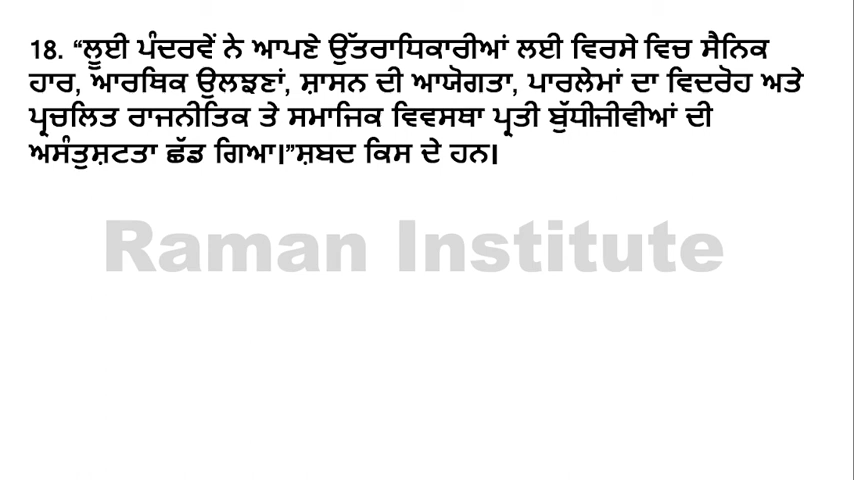 18. “ਲੂਈ ਪੰਦਰਵੇਂ ਨੇ ਆਪਣੇ ਉੱਤਰਾਧਿਕਾਰੀਆਂ ਲਈ ਵਿਰਸੇ ਵਿਚ ਸੈਨਿਕ
ਹਾਰ, ਆਰਥਿਕ ਉਲਝਣਾਂ, ਸ਼ਾਸਨ ਦੀ ਆਯੋਗਤਾ, ਪਾਰਲੇਮਾਂ ਦਾ ਵਿਦਰੋਹ ਅਤੇ
ਪ੍ਰਚਲਿਤ ਰਾਜਨੀਤਿਕ ਤੇ ਸਮਾਜਿਕ ਵਿਵਸਥਾ ਪ੍ਰਤੀ ਬੁੱਧੀਜੀਵੀਆਂ ਦੀ
ਅਸੰਤੁਸ਼ਟਤਾ ਛੱਡ ਗਿਆ।”ਸ਼ਬਦ ਕਿਸ ਦੇ ਹਨ।
Raman Institute